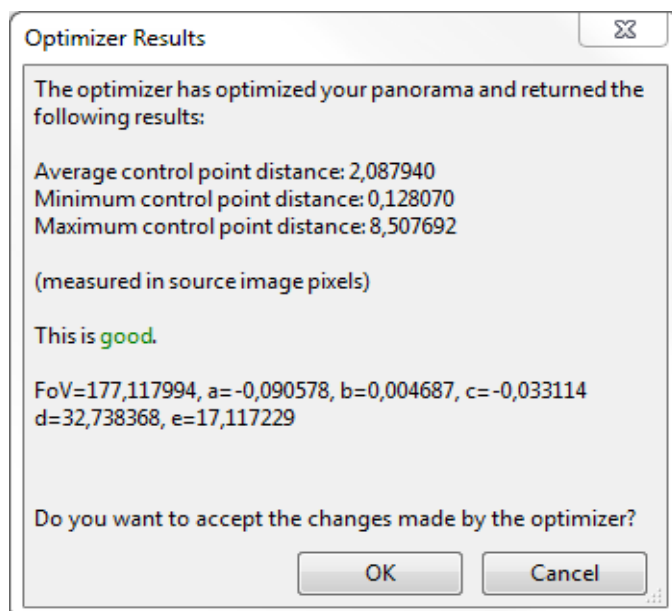 Optimizer Results
The optimizer has optimized your panorama and returned the
following results:
Average control point distance: 2,087940
Minimum control point distance: 0,128070
Maximum control point distance: 8,507692
(measured in source image pixels)
This is good.
FoV=177,117994, a=-0,090578, b=0,004687, c=-0,033114
d=32,738368, e=17,117229
Do you want to accept the changes made by the optimizer?
OK
Cancel